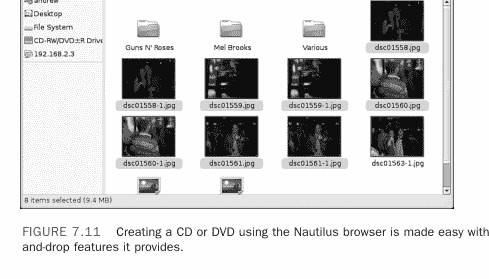 andrew
Desktop
File System
CD-RW/DVD±R Drive
192.168.2.3
dsc01558.jpg
Guns N' Roses Mel Brooks Various
dsc01558-1.jpg dsc01559.jpg dsc01559-1.jpg dsc01560.jpg
dsc01560-1.jpg dsc01561.jpg dsc01561-1.jpg dsc01563-1.jpg
8 items selected (9.4 MB)
FIGURE 7.11 Creating a CD or DVD using the Nautilus browser is made easy with
and-drop features it provides.